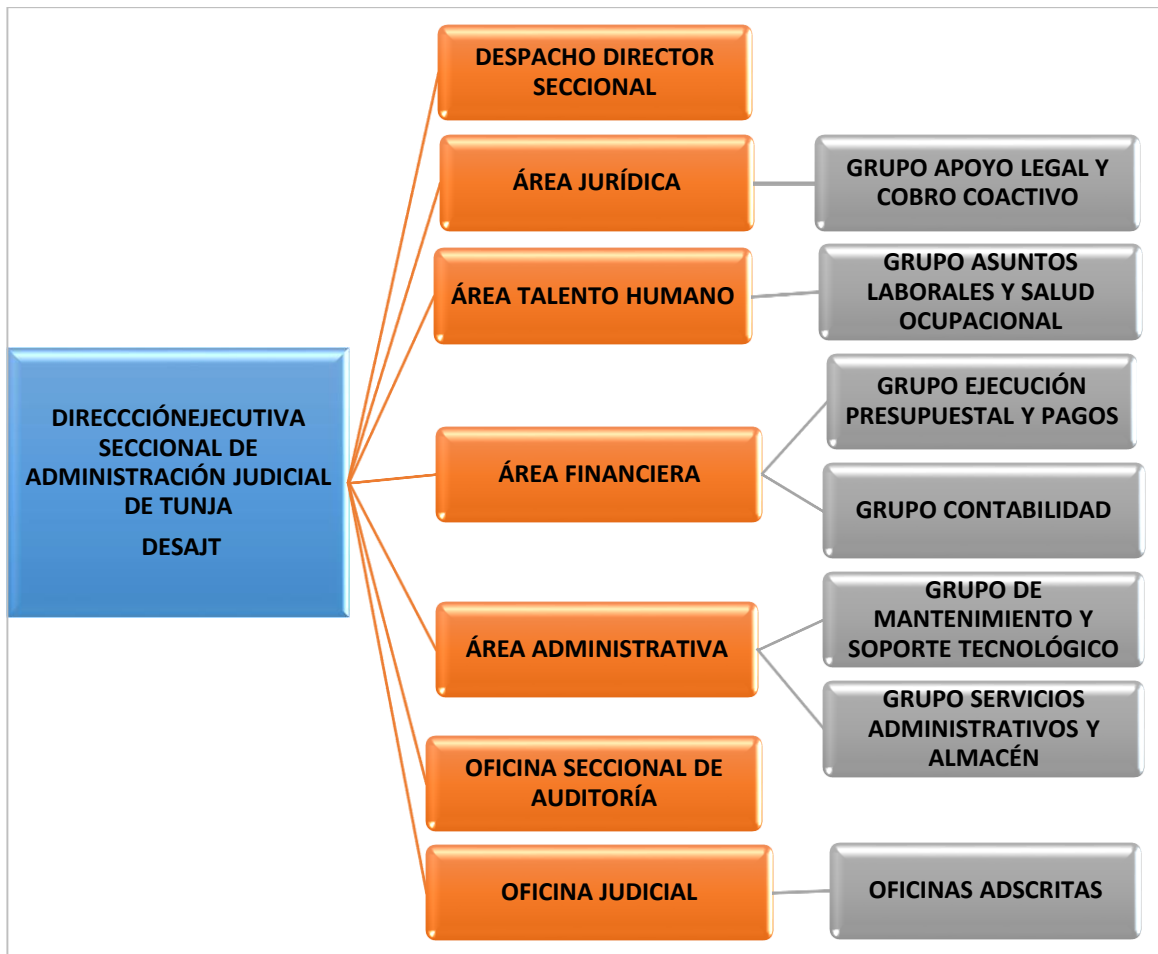 DIRECCCIÓNEJECUTIVA
SECCIONAL DE
ADMINISTRACIÓN JUDICIAL
DE TUNJA
DESAJT
DESPACHO DIRECTOR
SECCIONAL
ÁREA JURÍDICA
GRUPO APOYO LEGAL Y
COBRO COACTIVO
ÁREA TALENTO HUMANO
GRUPO ASUNTOS
LABORALES Y SALUD
OCUPACIONAL
ÁREA FINANCIERA
GRUPO EJECUCIÓN
PRESUPUESTAL Y PAGOS
GRUPO CONTABILIDAD
ÁREA ADMINISTRATIVA
GRUPO DE
MANTENIMIENTO Y
SOPORTE TECNOLÓGICO
GRUPO SERVICIOS
ADMINISTRATIVOS Y
ALMACÉN
OFICINA SECCIONAL DE
AUDITORÍA
OFICINA JUDICIAL
OFICINAS ADSCRITAS